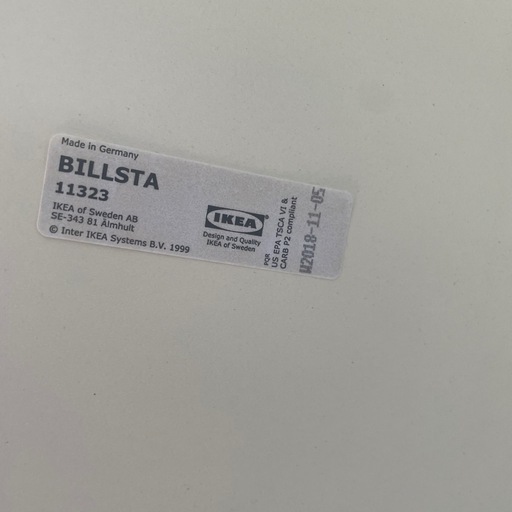 Made in Germany
BILLSTA
11323
IKEA of Sweden AB
SE-343 81 Älmhult
© Inter IKEA Systems B.V. 1999
IKEA®
Design and Quality
IKEA of Sweden
PQR
US EPA TSCA VI &
CARB P2 compliant
W2018-11-05